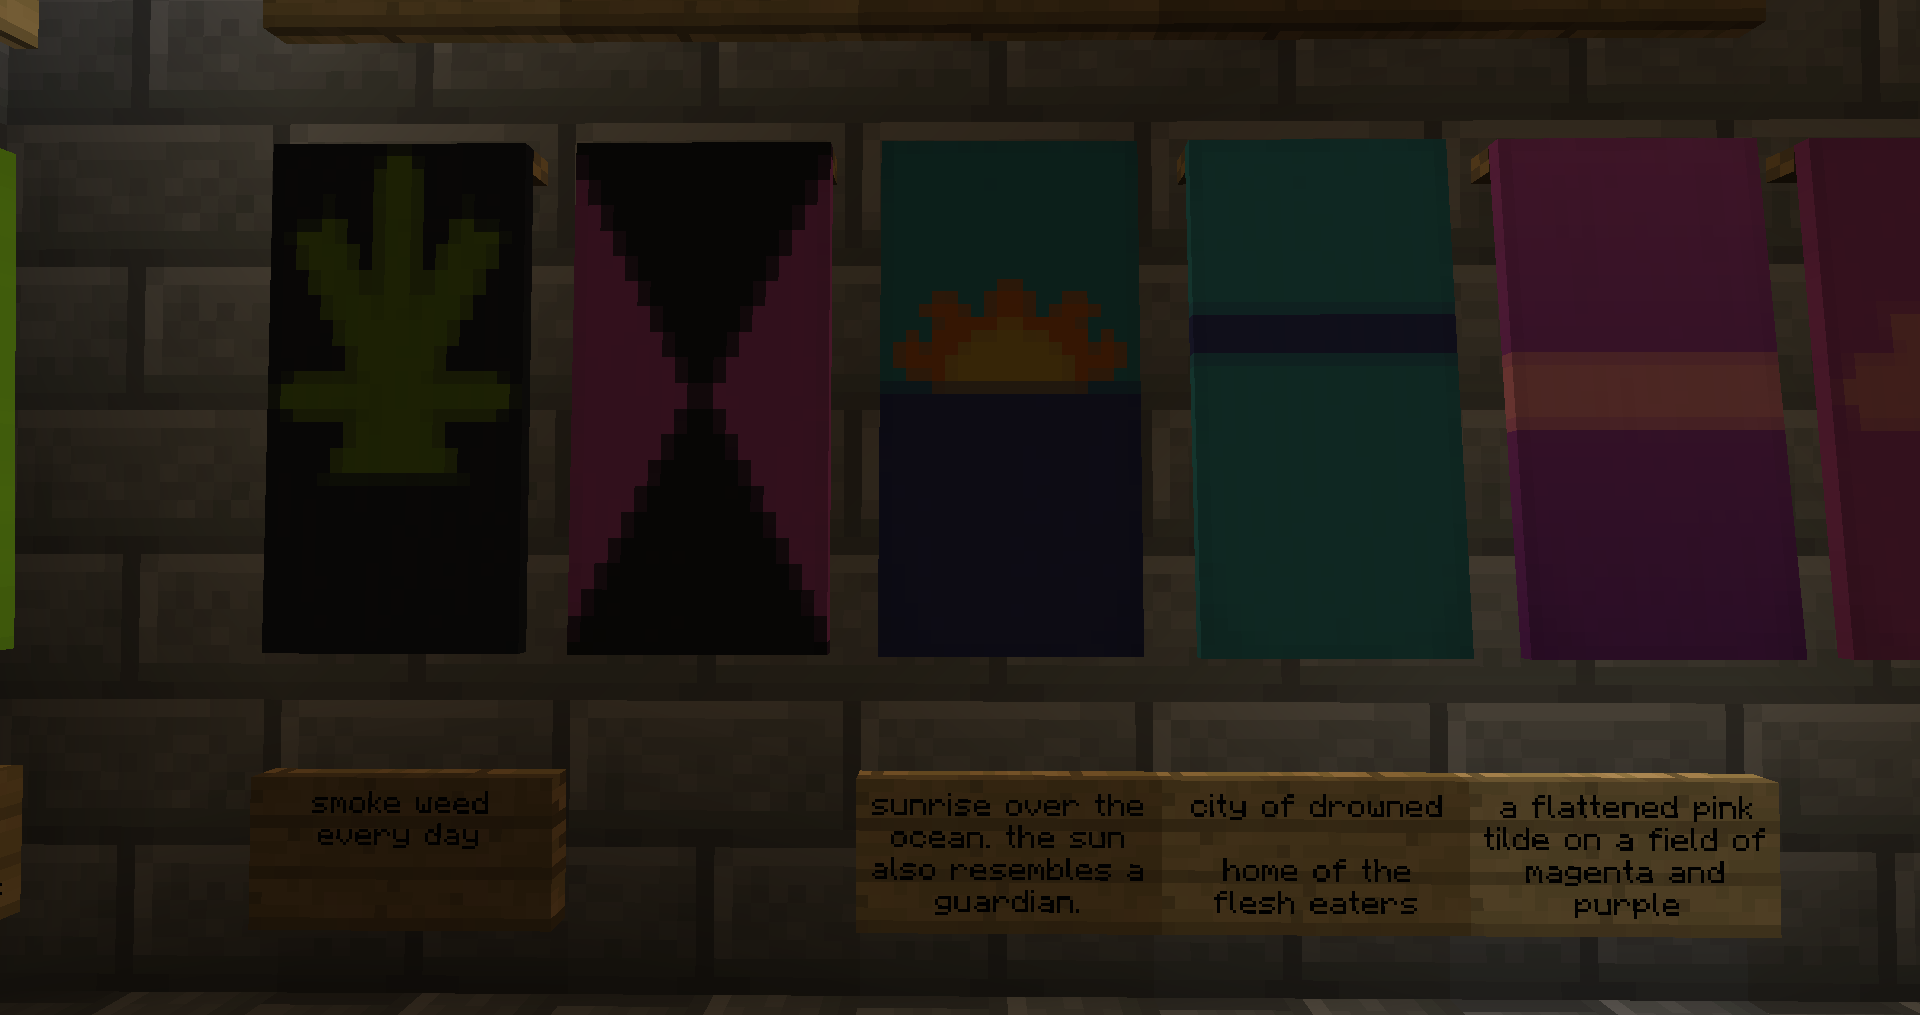 smoke weed
every day
sunrise over the
ocean. the sun
also resembles a
guardian.
city of drowned
home of the
flesh eaters
a flattened pink
tilde on a field of
magenta and
purple